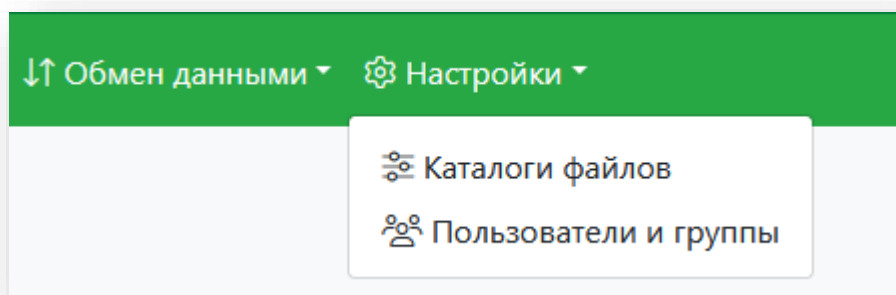 Обмен данными Настройки
Каталоги файлов
Пользователи и группы